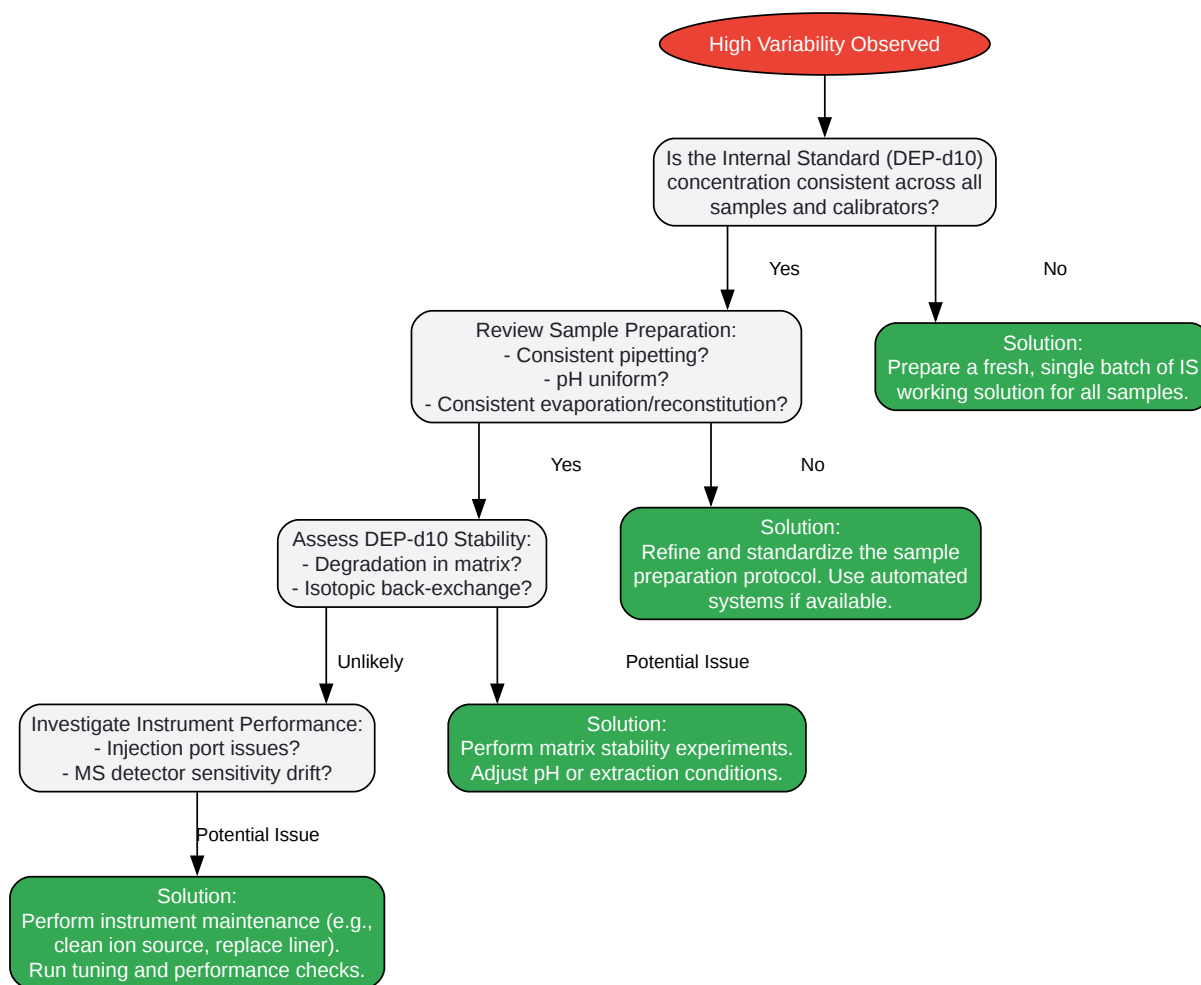 High Variability Observed
Is the Internal Standard (DEP-d10)
concentration consistent across all
samples and calibrators?
Yes
No
Review Sample Preparation:
- Consistent pipetting?
- pH uniform?
- Consistent evaporation/reconstitution?
Solution:
Prepare a fresh, single batch of IS
working solution for all samples.
Yes
No
Assess DEP-d10 Stability:
- Degradation in matrix?
- Isotopic back-exchange?
Solution:
Refine and standardize the sample
preparation protocol. Use automated
systems if available.
Unlikely
Potential Issue
Investigate Instrument Performance:
- Injection port issues?
- MS detector sensitivity drift?
Solution:
Perform matrix stability experiments.
Adjust pH or extraction conditions.
Potential Issue
Solution:
Perform instrument maintenance (e.g.,
clean ion source, replace liner).
Run tuning and performance checks.